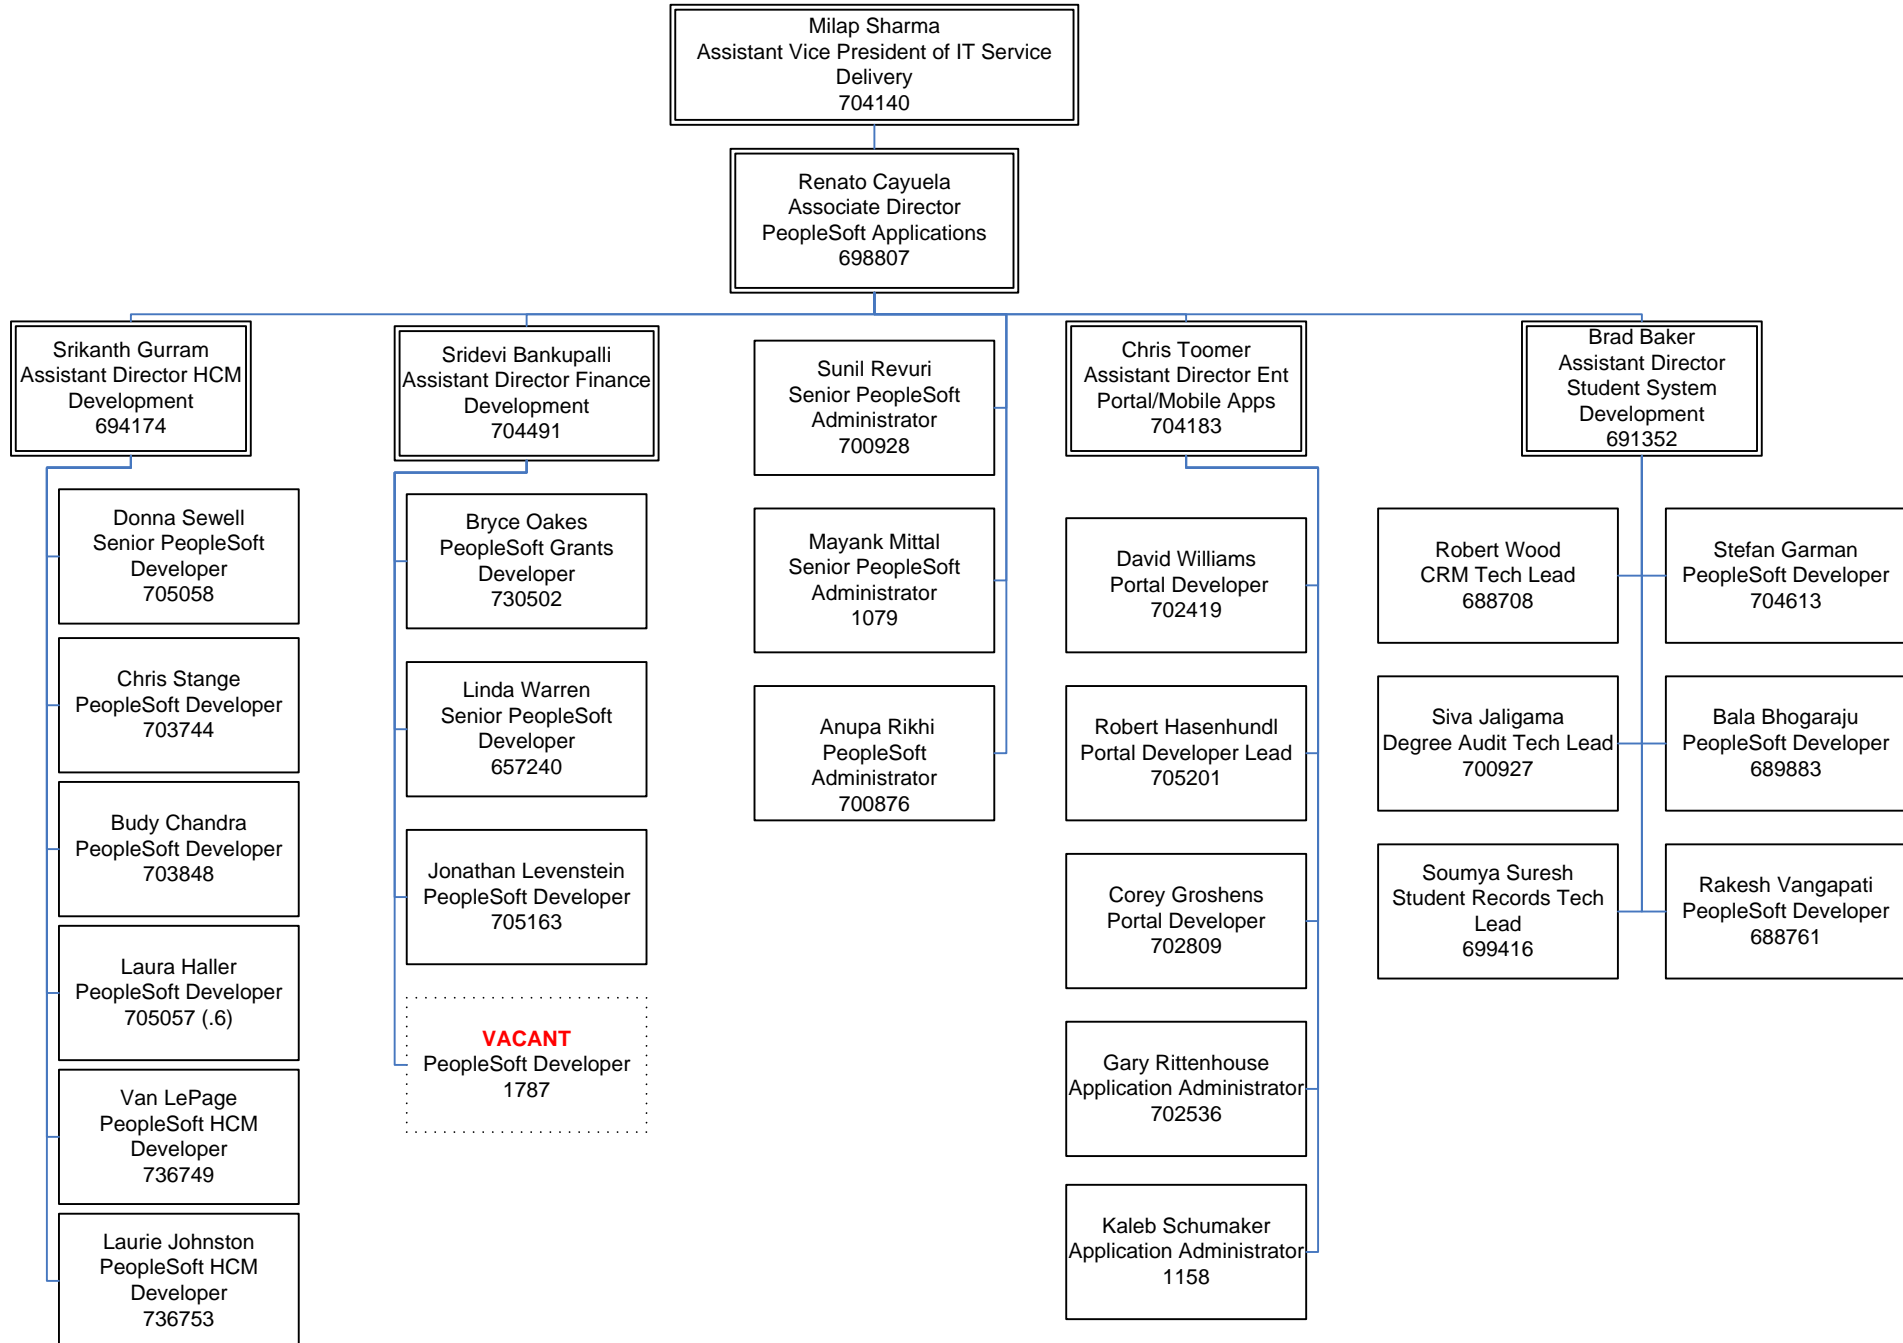 Milap Sharma
Assistant Vice President of IT Service
Delivery
704140
Renato Cayuela
Associate Director
PeopleSoft Applications
698807
Srikanth Gurram
Assistant Director HCM
Development
694174
Donna Sewell
Senior PeopleSoft
Developer
705058
Chris Stange
PeopleSoft Developer
703744
Budy Chandra
PeopleSoft Developer
703848
Laura Haller
PeopleSoft Developer
705057 (.6)
Van LePage
PeopleSoft HCM
Developer
736749
Laurie Johnston
PeopleSoft HCM
Developer
736753
Sridevi Bankupalli
Assistant Director Finance
Development
704491
Bryce Oakes
PeopleSoft Grants
Developer
730502
Linda Warren
Senior PeopleSoft
Developer
657240
Jonathan Levenstein
PeopleSoft Developer
705163
VACANT
PeopleSoft Developer
1787
Sunil Revuri
Senior PeopleSoft
Administrator
700928
Mayank Mittal
Senior PeopleSoft
Administrator
1079
Anupa Rikhi
PeopleSoft
Administrator
700876
Chris Toomer
Assistant Director Ent
Portal/Mobile Apps
704183
David Williams
Portal Developer
702419
Robert Hasenhundl
Portal Developer Lead
705201
Corey Groshens
Portal Developer
702809
Gary Rittenhouse
Application Administrator
702536
Kaleb Schumaker
Application Administrator
1158
Brad Baker
Assistant Director
Student System
Development
691352
Robert Wood
CRM Tech Lead
688708
Siva Jaligama
Degree Audit Tech Lead
700927
Soumya Suresh
Student Records Tech
Lead
699416
Stefan Garman
PeopleSoft Developer
704613
Bala Bhogaraju
PeopleSoft Developer
689883
Rakesh Vangapati
PeopleSoft Developer
688761